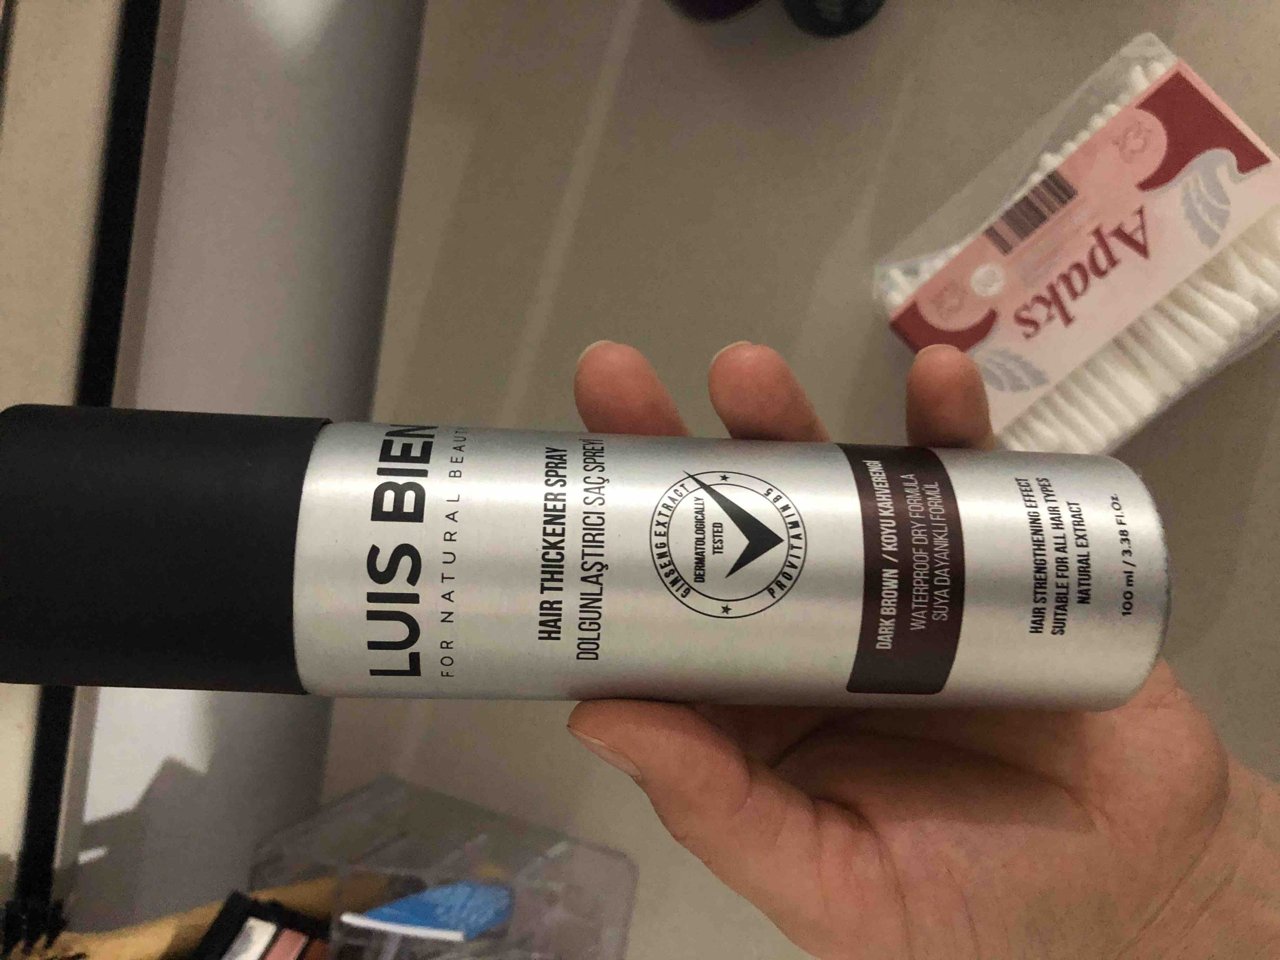 LUIS BIEN
FOR NATURAL BEAUTY
HAIR THICKENER SPRAY
DOLGUNLAŞTIRICI SAÇ SPREYİ
GINSENG EXTRACT
DERMATOLOGICALLY
TESTED
PROVITAMIN B5
DARK BROWN / KOYU KAHVERENGİ
WATERPROOF DRY FORMULA
SUYA DAYANIKLI FORMÜL
HAIR STRENGTHENING EFFECT
SUITABLE FOR ALL HAIR TYPES
NATURAL EXTRACT
100 ml / 3.38 Fl.Oz.
Apaks